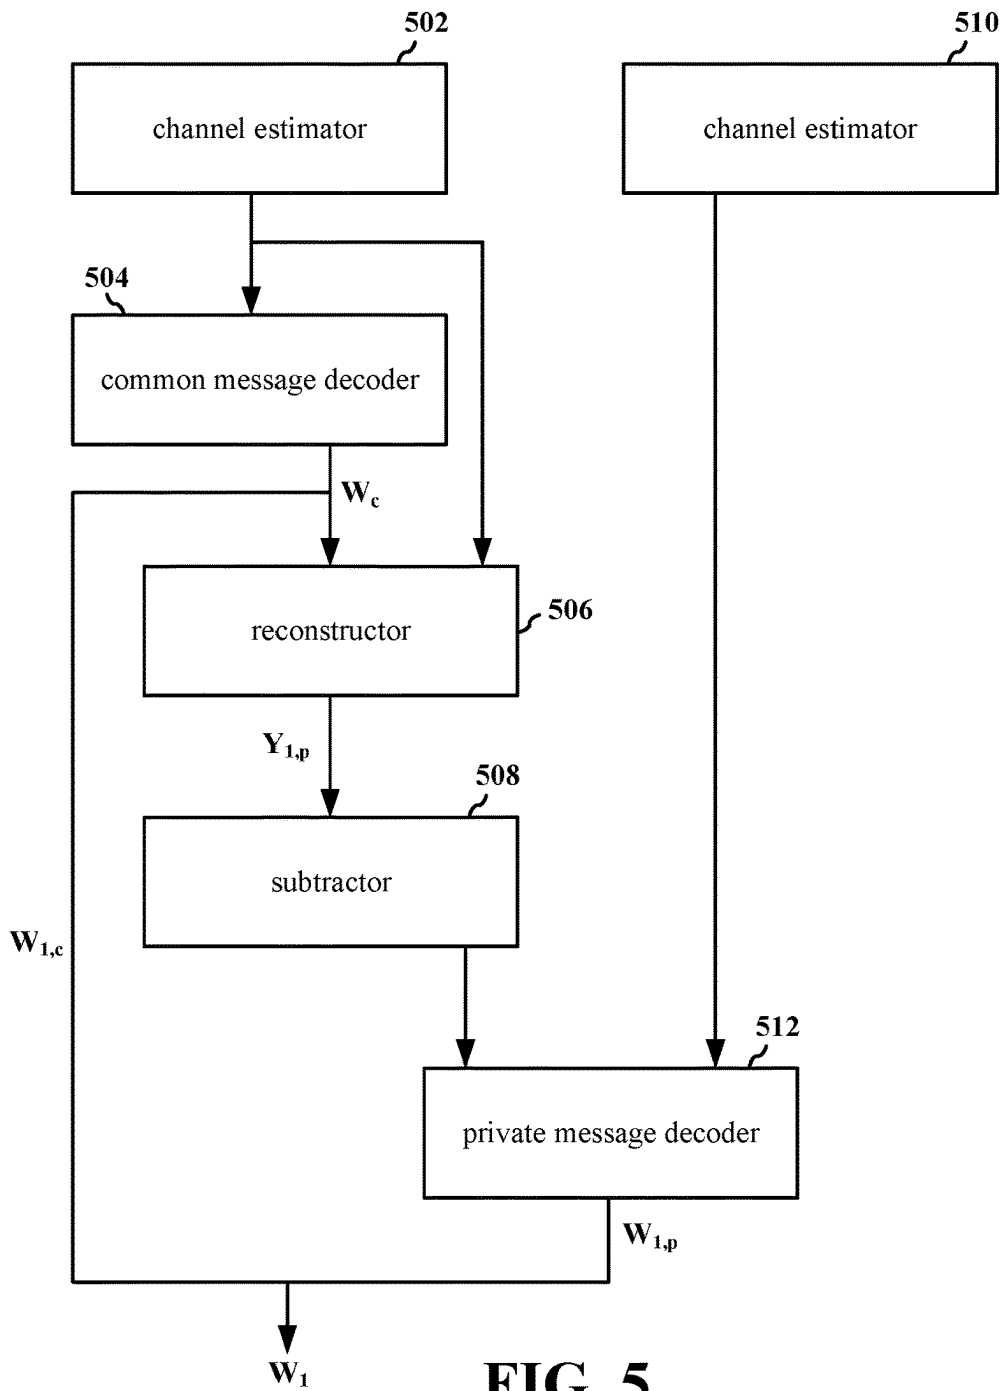 502
510
channel estimator
channel estimator
504
common message decoder
Wc
reconstructor
506
Y1,p
508
subtractor
W1,c
512
private message decoder
W1,p
W1
FIG. 5